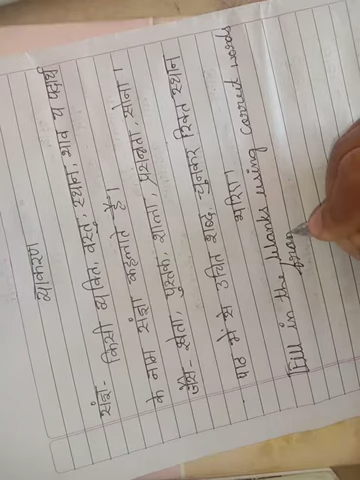 व्याकरण
संज्ञा- किसी व्यक्ति, वस्तु, स्थान, भाव य पदार्थ
के नाम संज्ञा कहलाते हैं।
जैसे- सीता, पुस्तक, शाला, प्रसन्नता, सोना।
पाठ में से उचित शब्द चुनकर रिक्त स्थान
भरिए।
Fill in the blanks using correct words
from